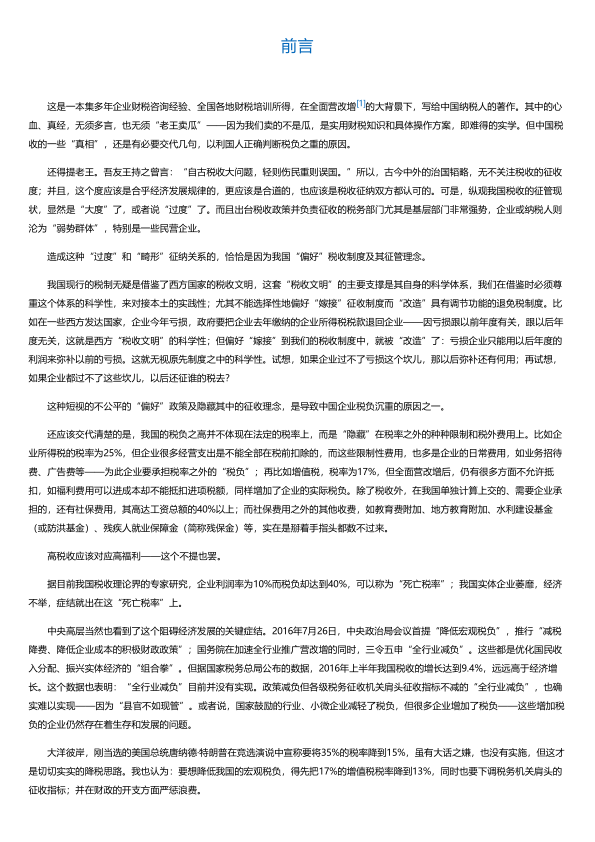 前言
这是一本集多年企业财税咨询经验、全国各地财税培训所得，在全面营改增[1]的大背景下，写给中国纳税人的著作。其中的心
血、真经，无须多言，也无须“老王卖瓜”——因为我们卖的不是瓜，是实用财税知识和具体操作方案，即难得的实学。但中国税
收的一些“真相”，还是有必要交代几句，以利国人正确判断税负之重的原因。
还得提老王。吾友王持之曾言：“自古税收大问题，轻则伤民重则误国。”所以，古今中外的治国韬略，无不关注税收的征收
度；并且，这个度应该是合乎经济发展规律的，更应该是合道的，也应该是税收征纳双方都认可的。可是，纵观我国税收的征管现
状，显然是“大度”了，或者说“过度”了。而且出台税收政策并负责征收的税务部门尤其是基层部门非常强势，企业或纳税人则
沦为“弱势群体”，特别是一些民营企业。
造成这种“过度”和“畸形”征纳关系的，恰恰是因为我国“偏好”税收制度及其征管理念。
我国现行的税制无疑是借鉴了西方国家的税收文明，这套“税收文明”的主要支撑是其自身的科学体系，我们在借鉴时必须尊
重这个体系的科学性，来对接本土的实践性；尤其不能选择性地偏好“嫁接”征收制度而“改造”具有调节功能的退免税制度。比
如在一些西方发达国家，企业今年亏损，政府要把企业去年缴纳的企业所得税税款退回企业——因亏损跟以前年度有关，跟以后年
度无关，这就是西方“税收文明”的科学性；但偏好“嫁接”到我们的税收制度中，就被“改造”了：亏损企业只能用以后年度的
利润来弥补以前的亏损。这就无视原先制度之中的科学性。试想，如果企业过不了亏损这个坎儿，那以后弥补还有何用；再试想，
如果企业都过不了这些坎儿，以后还征谁的税去?
这种短视的不公平的“偏好”政策及隐藏其中的征收理念，是导致中国企业税负沉重的原因之一。
还应该交代清楚的是，我国的税负之高并不体现在法定的税率上，而是“隐藏”在税率之外的种种限制和税外费用上。比如企
业所得税的税率为25%，但企业很多经营支出是不能全部在税前扣除的，而这些限制性费用，也多是企业的日常费用，如业务招待
费、广告费等——为此企业要承担税率之外的“税负”；再比如增值税，税率为17%，但全面营改增后，仍有很多方面不允许抵
扣，如福利费用可以进成本却不能抵扣进项税额，同样增加了企业的实际税负。除了税收外，在我国单独计算上交的、需要企业承
担的，还有社保费用，其高达工资总额的40%以上；而社保费用之外的其他收费，如教育费附加、地方教育附加、水利建设基金
（或防洪基金）、残疾人就业保障金（简称残保金）等，实在是掰着手指头都数不过来。
高税收应该对应高福利——这个不提也罢。
据目前我国税收理论界的专家研究，企业利润率为10%而税负却达到40%，可以称为“死亡税率”；我国实体企业萎靡，经济
不举，症结就出在这“死亡税率”上。
中央高层当然也看到了这个阻碍经济发展的关键症结。2016年7月26日，中央政治局会议首提“降低宏观税负”，推行“减税
降费、降低企业成本的积极财政政策”；国务院在加速全行业推广营改增的同时，三令五申“全行业减负”。这些都是优化国民收
入分配、振兴实体经济的“组合拳”。但据国家税务总局公布的数据，2016年上半年我国税收的增长达到9.4%，远远高于经济增
长。这个数据也表明：“全行业减负”目前并没有实现。政策减负但各级税务征收机关肩头征收指标不减的“全行业减负”，也确
实难以实现——因为“县官不如现管”。或者说，国家鼓励的行业、小微企业减轻了税负，但很多企业增加了税负——这些增加税
负的企业仍然存在着生存和发展的问题。
大洋彼岸，刚当选的美国总统唐纳德·特朗普在竞选演说中宣称要将35%的税率降到15%，虽有大话之嫌，也没有实施，但这才
是切切实实的降税思路。我也认为：要想降低我国的宏观税负，得先把17%的增值税税率降到13%，同时也要下调税务机关肩头的
征收指标；并在财政的开支方面严惩浪费。